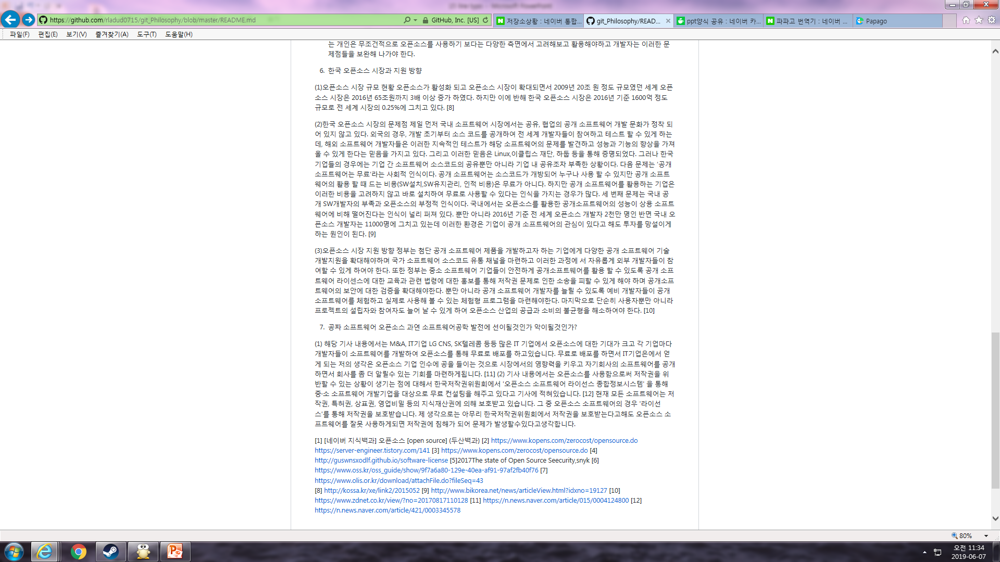 https://github.com/rladud0715/git_Philosophy/blob/master/README.md
GitHub, Inc. [US]
저장소상황 : 네이버 통합...
git_Philosophy/READ...
ppt양식 공유 : 네이버 카...
파파고 번역기 : 네이버 ...
Papago
파일(F) 편집(E) 보기(V) 즐겨찾기(A) 도구(T) 도움말(H)
는 개인은 무조건적으로 오픈소스를 사용하기 보다는 다양한 측면에서 고려해보고 활용해야하고 개발자는 이러한 문
제점들을 보완해 나가야 한다.
6. 한국 오픈소스 시장과 지원 방향
(1)오픈소스 시장 규모 현황 오픈소스가 활성화 되고 오픈소스 시장이 확대되면서 2009년 20조 원 정도 규모였던 세계 오픈
소스 시장은 2016년 65조원까지 3배 이상 증가 하였다. 하지만 이에 반해 한국 오픈소스 시장은 2016년 기준 1600억 정도
규모로 전 세계 시장의 0.25%에 그치고 있다. [8]
(2)한국 오픈소스 시장의 문제점 제일 먼저 국내 소프트웨어 시장에서는 공유, 협업의 공개 소프트웨어 개발 문화가 정착 되
어 있지 않고 있다. 외국의 경우, 개발 초기부터 소스 코드를 공개하여 전 세계 개발자들이 참여하고 테스트 할 수 있게 하는
데, 해외 소프트웨어 개발자들은 이러한 지속적인 테스트가 해당 소프트웨어의 문제를 발견하고 성능과 기능의 향상을 가져
올 수 있게 한다는 믿음을 가지고 있다. 그리고 이러한 믿음은 Linux,이클립스 재단, 하둡 등을 통해 증명되었다. 그러나 한국
기업들의 경우에는 기업 간 소프트웨어 소스코드의 공유뿐만 아니라 기업 내 공유조차 부족한 상황이다. 다음 문제는 '공개
소프트웨어는 무료'라는 사회적 인식이다. 공개 소프트웨어는 소스코드가 개방되어 누구나 사용 할 수 있지만 공개 소프트
웨어의 활용 할 때 드는 비용(SW설치,SW유지관리, 인적 비용)은 무료가 아니다. 하지만 공개 소프트웨어를 활용하는 기업은
이러한 비용을 고려하지 않고 바로 설치하여 무료로 사용할 수 있다는 인식을 가지는 경우가 많다. 세 번째 문제는 국내 공
개 SW개발자의 부족과 오픈소스의 부정적 인식이다. 국내에서는 오픈소스를 활용한 공개소프트웨어의 성능이 상용 소프트
웨어에 비해 떨어진다는 인식이 널리 퍼져 있다. 뿐만 아니라 2016년 기준 전 세계 오픈소스 개발자 2천만 명인 반면 국내 오
픈소스 개발자는 11000명에 그치고 있는데 이러한 환경은 기업이 공개 소프트웨어의 관심이 있다고 해도 투자를 망설이게
하는 원인이 된다. [9]
(3)오픈소스 시장 지원 방향 정부는 첨단 공개 소프트웨어 제품을 개발하고자 하는 기업에게 다양한 공개 소프트웨어 기술
개발지원을 확대해야하며 국가 소프트웨어 소스코드 유통 채널을 마련하고 이러한 과정에 서 자유롭게 외부 개발자들이 참
여할 수 있게 하여야 한다. 또한 정부는 중소 소프트웨어 기업들이 안전하게 공개소프트웨어를 활용 할 수 있도록 공개 소프
트웨어 라이센스에 대한 교육과 관련 법령에 대한 홍보를 통해 저작권 문제로 인한 소송을 피할 수 있게 해야 하며 공개소프
트웨어의 보안에 대한 검증을 확대해야한다. 뿐만 아니라 공개 소프트웨어 개발자를 늘릴 수 있도록 예비 개발자들이 공개
소프트웨어를 체험하고 실제로 사용해 볼 수 있는 체험형 프로그램을 마련해야한다. 마지막으로 단순히 사용자뿐만 아니라
프로젝트의 설립자와 참여자도 늘어 날 수 있게 하여 오픈소스 산업의 공급과 소비의 불균형을 해소하여야 한다. [10]
7. 공짜 소프트웨어 오픈소스 과연 소프트웨어공학 발전에 선이될것인가 악이될것인가?
(1) 해당 기사 내용에서는 M&A, IT기업 LG CNS, SK텔레콤 등등 많은 IT 기업에서 오픈소스에 대한 기대가 크고 각 기업마다
개발자들이 소프트웨어를 개발하여 오픈소스를 통해 무료로 배포를 하고있습니다. 무료로 배포를 하면서 IT기업은에서 얻
게 되는 저의 생각은 오픈소스 기업 인수에 공을 들이는 것으로 시장에서의 영향력을 키우고 자기회사의 소프트웨어를 공개
하면서 회사를 좀 더 알릴수 있는 기회를 마련하게됩니다. [11] (2) 기사 내용에서는 오픈소스를 사용함으로써 저작권을 위
반할 수 있는 상황이 생기는 점에 대해서 한국저작권위원회에서 '오픈소스 소프트웨어 라이선스 종합정보시스템' 을 통해
중·소 소프트웨어 개발기업을 대상으로 무료 컨설팅을 해주고 있다고 기사에 적혀있습니다. [12] 현재 모든 소프트웨어는 저
작권, 특허권, 상표권, 영업비밀 등의 지식재산권에 의해 보호받고 있습니다. 그 중 오픈소스 소프트웨어의 경우 '라이선
스'를 통해 저작권을 보호받습니다. 제 생각으로는 아무리 한국저작권위원회에서 저작권을 보호받는다고해도 오픈소스 소
프트웨어를 잘못 사용하게되면 저작권에 침해가 되어 문제가 발생할수있다고생각합니다.
[1] [네이버 지식백과] 오픈소스 [open source] (두산백과) [2] https://www.kopens.com/zerocost/opensource.do
https://server-engineer.tistory.com/141 [3] https://www.kopens.com/zerocost/opensource.do [4]
http://guswnsxodlf.github.io/software-license [5]2017The state of Open Source Seecurity,snyk [6]
https://www.oss.kr/oss_guide/show/9f7a6a80-129e-40ea-af91-97af2fb40f76 [7]
https://www.olis.or.kr/download/attachFile.do?fileSeq=43
[8] http://kossa.kr/xe/link2/2015052 [9] http://www.bikorea.net/news/articleView.html?idxno=19127 [10]
https://www.zdnet.co.kr/view/?no=20170817110128 [11] https://n.news.naver.com/article/015/0004124800 [12]
https://n.news.naver.com/article/421/0003345578
80%
오전 11:34
2019-06-07